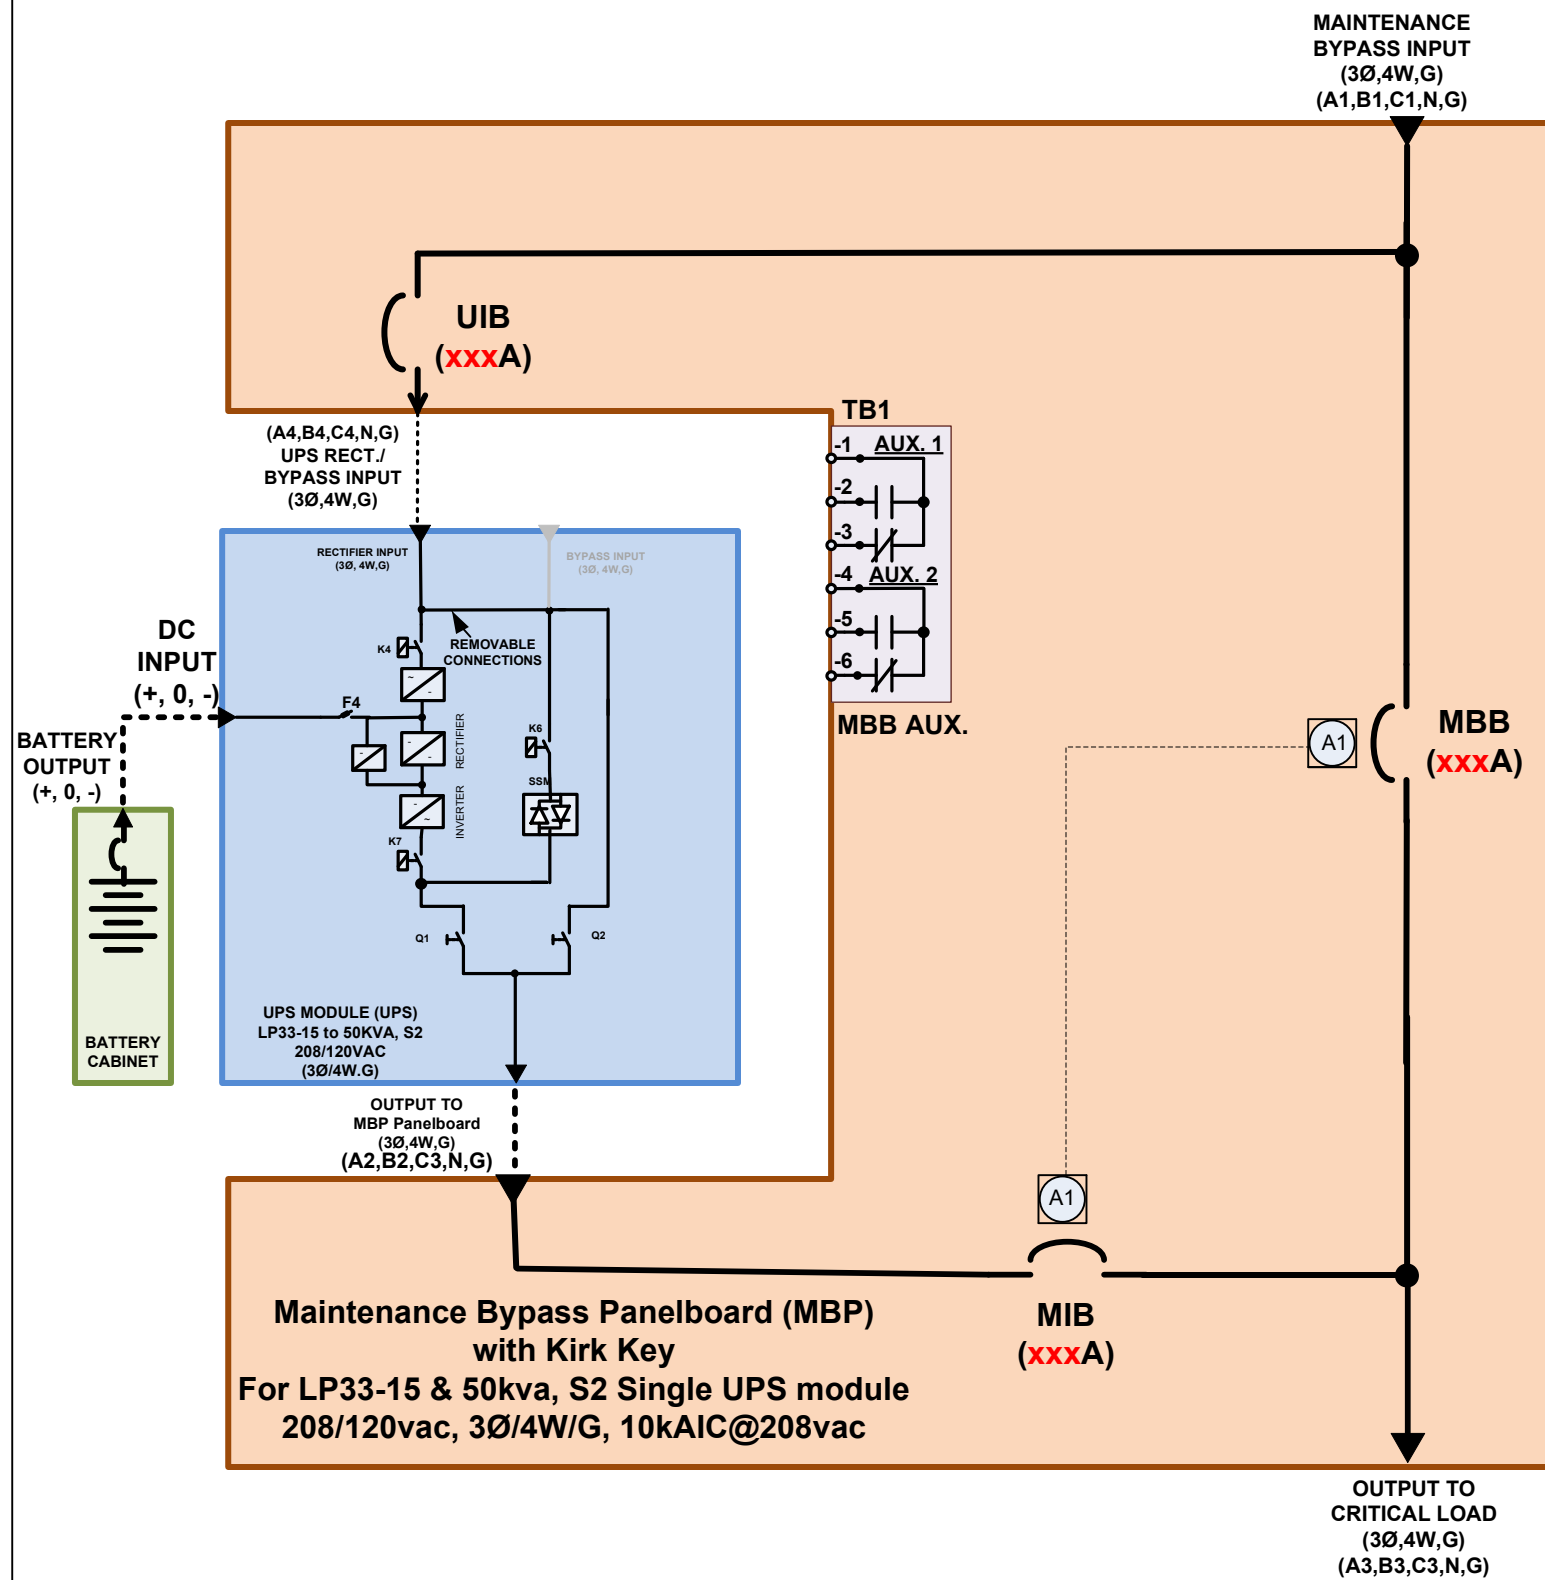 MAINTENANCE
BYPASS INPUT
(3Ø,4W,G)
(A1,B1,C1,N,G)
UIB
(xxxA)
(A4,B4,C4,N,G)
UPS RECT./
BYPASS INPUT
(3Ø,4W,G)
TB1
-1 AUX. 1
-2
-3
-4 AUX. 2
-5
-6
MBB AUX.
RECTIFIER INPUT
(3Ø, 4W,G)
BYPASS INPUT
(3Ø, 4W,G)
REMOVABLE
CONNECTIONS
K4
DC
INPUT
(+, 0, -)
F4
RECTIFIER
K6
SSM
INVERTER
K7
Q1
Q2
BATTERY
OUTPUT
(+, 0, -)
BATTERY
CABINET
A1
MBB
(xxxA)
UPS MODULE (UPS)
LP33-15 to 50KVA, S2
208/120VAC
(3Ø/4W.G)
OUTPUT TO
MBP Panelboard
(3Ø,4W,G)
(A2,B2,C3,N,G)
A1
MIB
(xxxA)
Maintenance Bypass Panelboard (MBP)
with Kirk Key
For LP33-15 & 50kva, S2 Single UPS module
208/120vac, 3Ø/4W/G, 10kAIC@208vac
OUTPUT TO
CRITICAL LOAD
(3Ø,4W,G)
(A3,B3,C3,N,G)